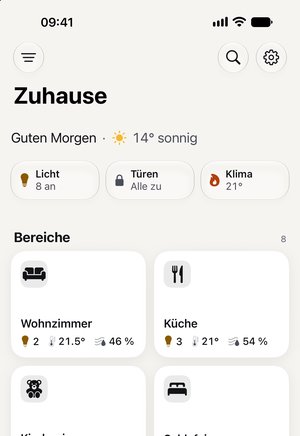 09:41
Zuhause
Guten Morgen · 14° sonnig
Licht
8 an
Türen
Alle zu
Klima
21°
Bereiche 8
Wohnzimmer
2 21.5° 46 %
Küche
3 21° 54 %